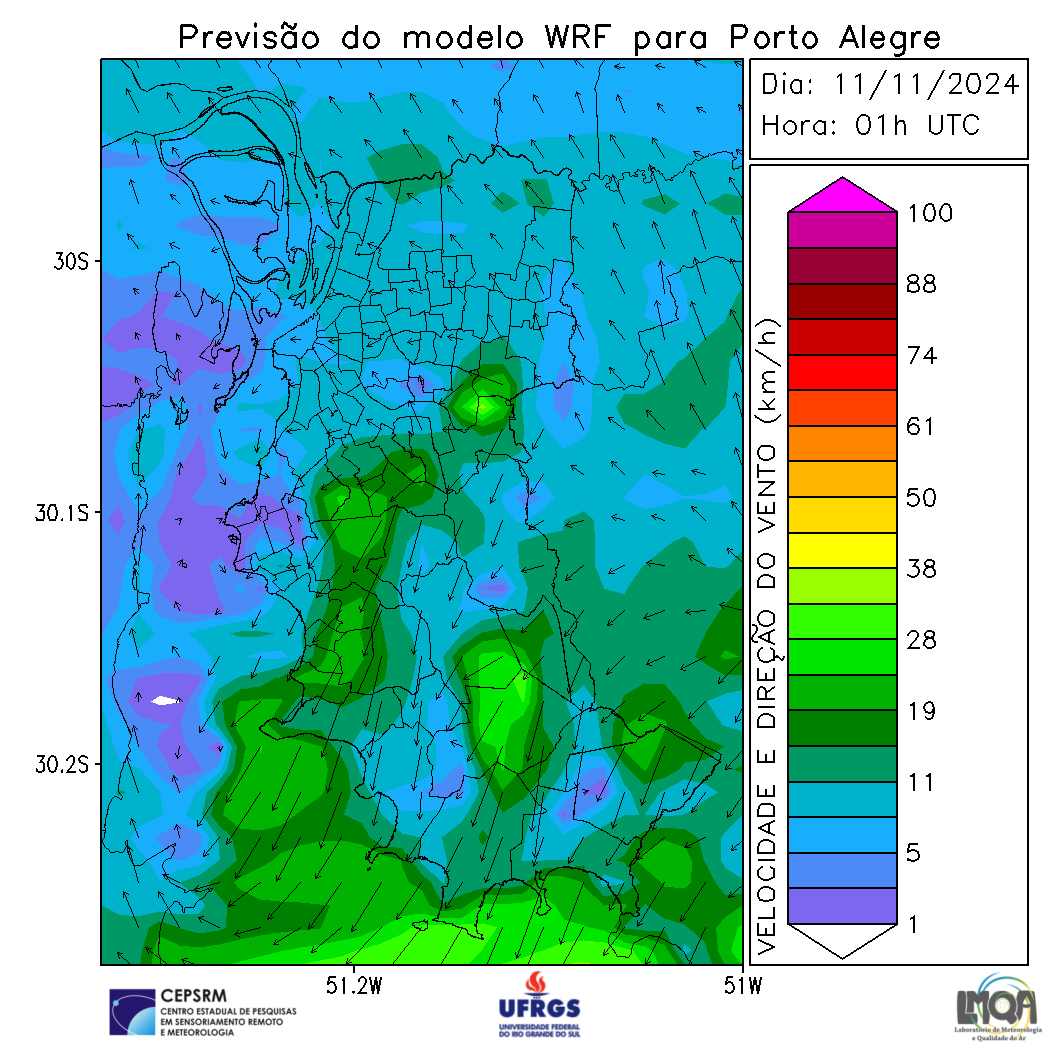 Previsão do modelo WRF para Porto Alegre
Dia: 11/11/2024
Hora: 01h UTC
30S
30.1S
30.2S
51.2W
51W
VELOCIDADE E DIREÇÃO DO VENTO (km/h)
100
88
74
61
50
38
28
19
11
5
1
CEPSRM
CENTRO ESTADUAL DE PESQUISAS
EM SENSORIAMENTO REMOTO
E METEOROLOGIA
UFRGS
UNIVERSIDADE FEDERAL
DO RIO GRANDE DO SUL
LMQA
Laboratório de Meteorologia
e Qualidade do Ar